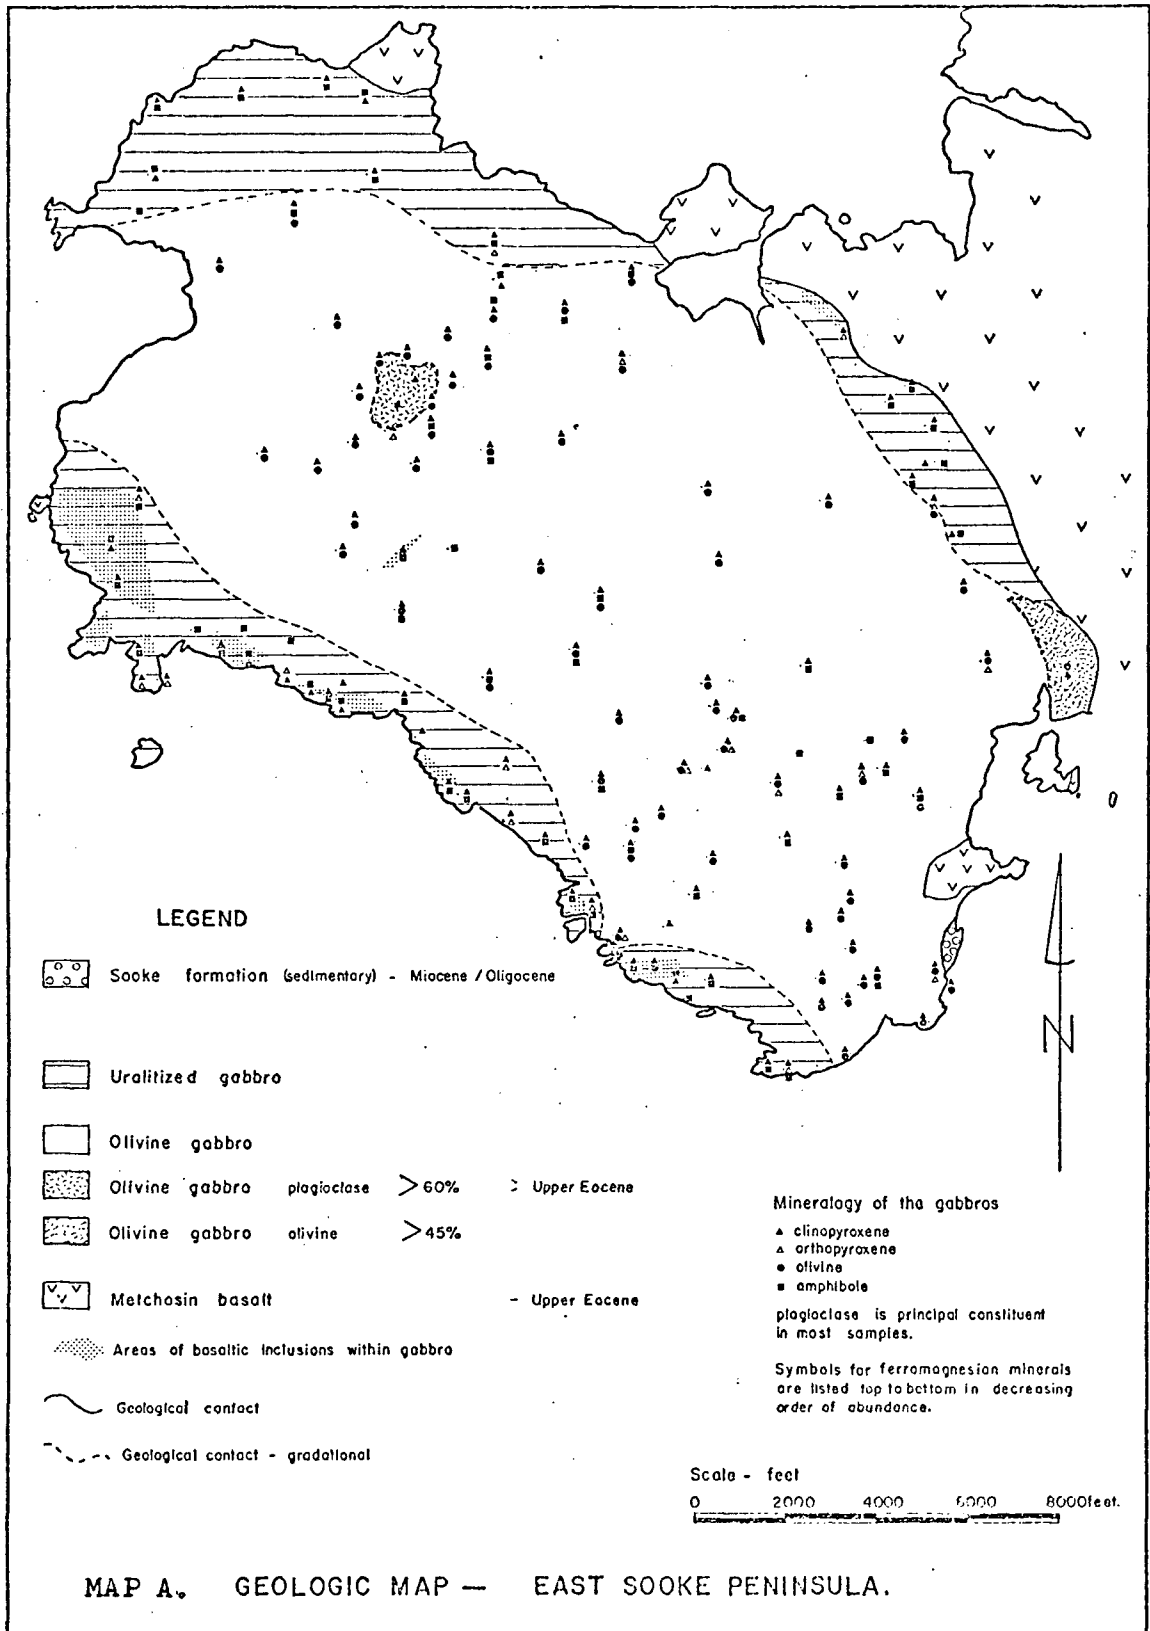 LEGEND
Sooke formation (sedimentary) - Miocene / Oligocene
Uralitized gabbro
Olivine gabbro
Olivine gabbro plagioclase >60% > Upper Eocene
Olivine gabbro olivine >45%
Metchosin basalt - Upper Eocene
Areas of basaltic inclusions within gabbro
Geological contact
Geological contact - gradational
N
Mineralogy of the gabbros
clinopyroxene
orthopyroxene
olivine
amphibole
plagioclase is principal constituent
in most samples.
Symbols for ferromagnesian minerals
are listed top to bottom in decreasing
order of abundance.
Scale - feet
0 2000 4000 6000 8000 feet.
MAP A. GEOLOGIC MAP — EAST SOOKE PENINSULA.